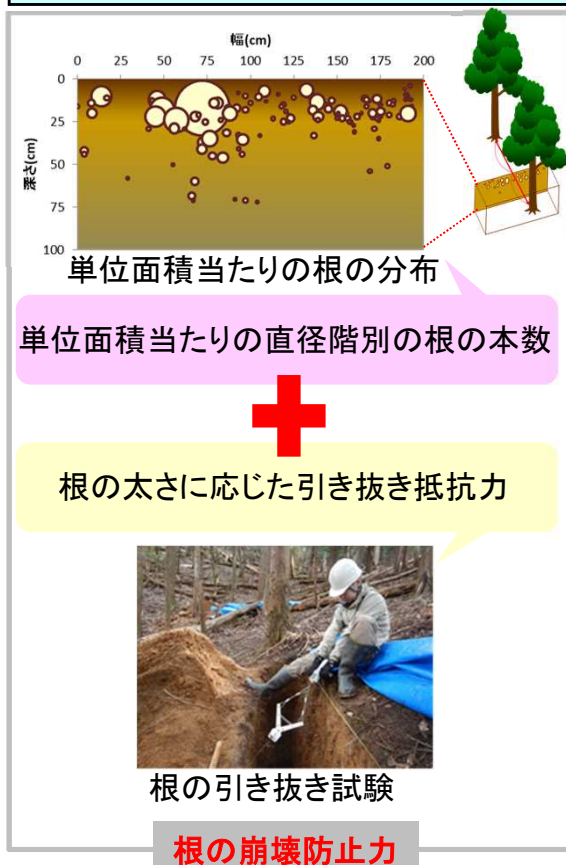 幅(cm)
0 25 50 75 100 125 150 175 200
深さ(cm)
0
25
50
75
100
単位面積当たりの根の分布
単位面積当たりの直径階別の根の本数
根の太さに応じた引き抜き抵抗力
根の引き抜き試験
根の崩壊防止力